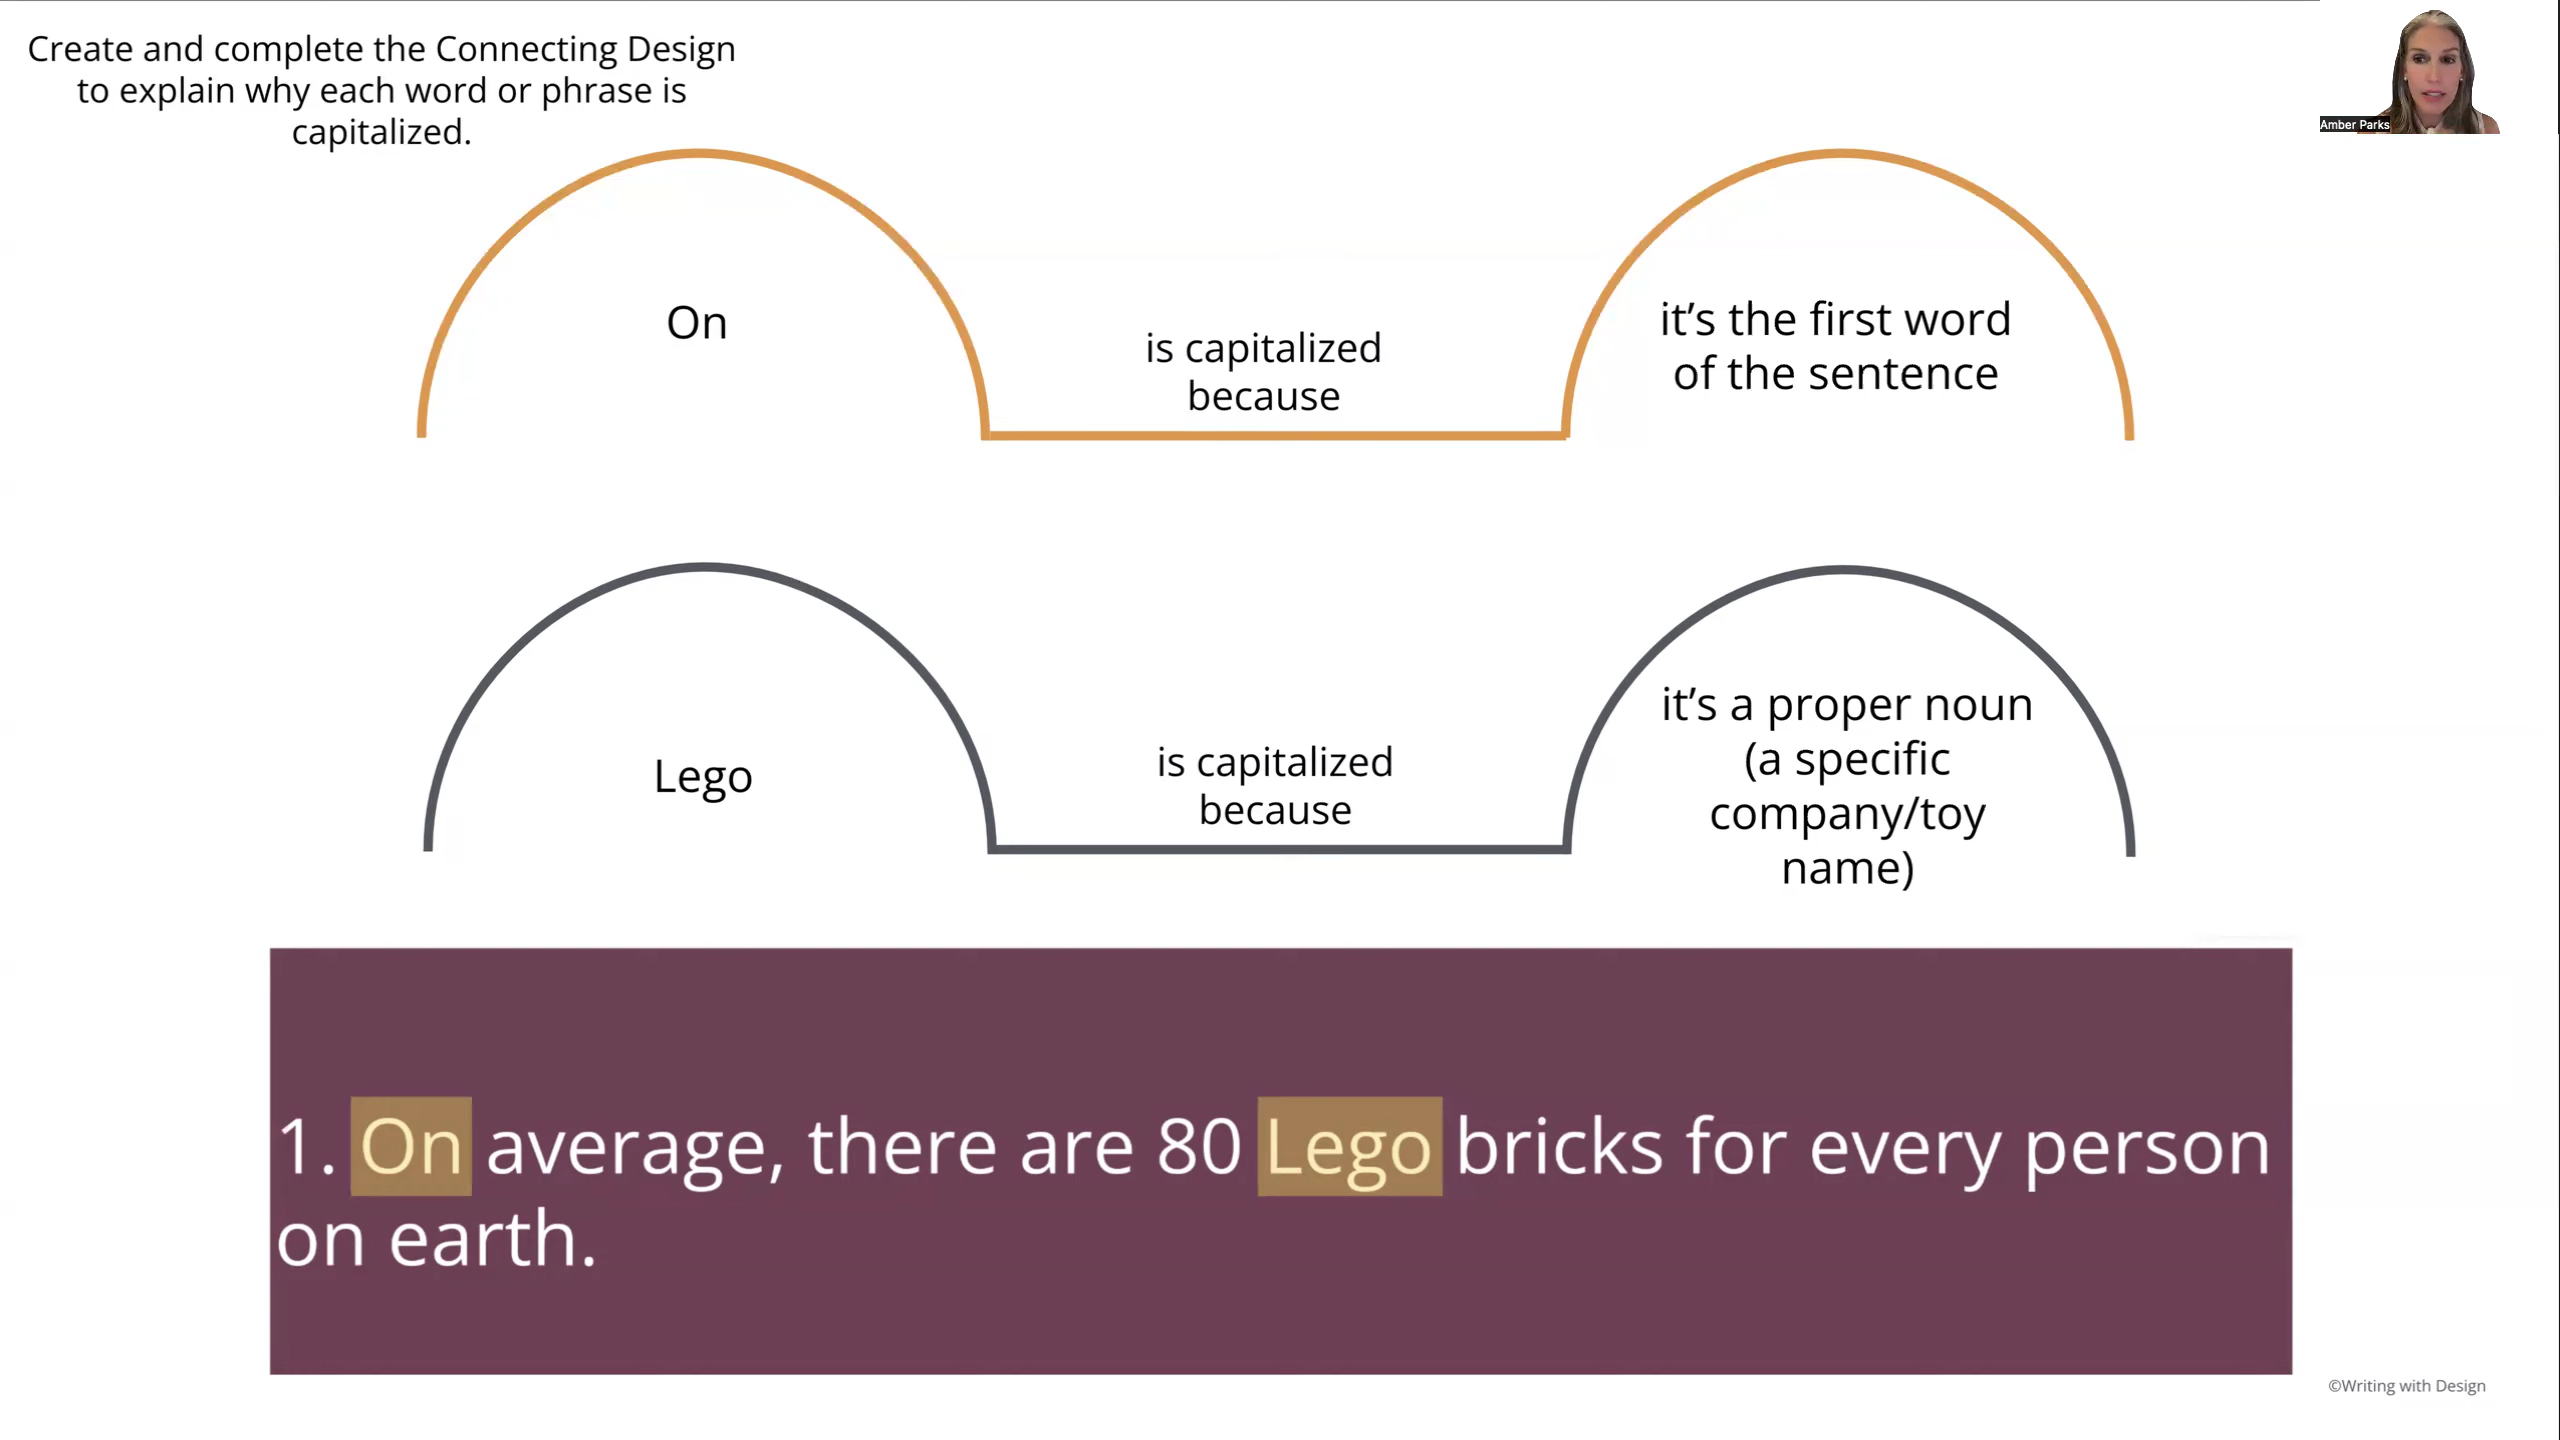 Create and complete the Connecting Design
to explain why each word or phrase is
capitalized.
Amber Parks
On
is capitalized
because
it’s the first word
of the sentence
Lego
is capitalized
because
it’s a proper noun
(a specific
company/toy
name)
1. On average, there are 80 Lego bricks for every person
on earth.
©Writing with Design